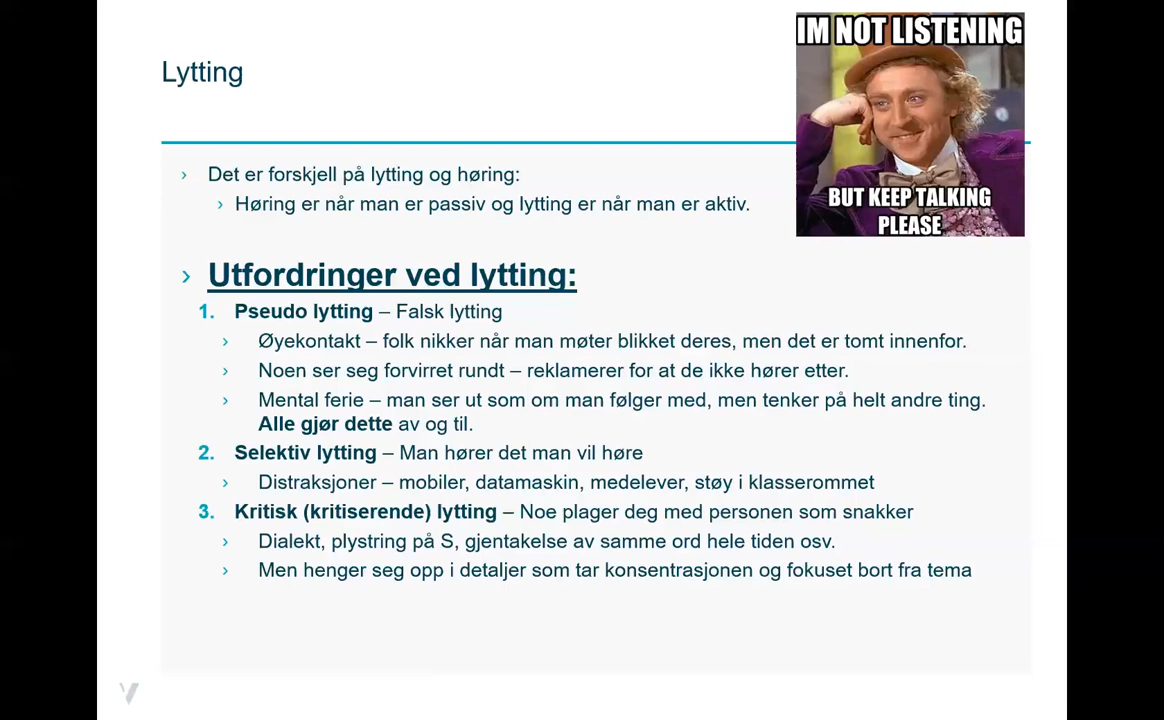 IM NOT LISTENING
BUT KEEP TALKING
PLEASE
Lytting
Det er forskjell på lytting og høring:
Høring er når man er passiv og lytting er når man er aktiv.
Utfordringer ved lytting:
1. Pseudo lytting – Falsk lytting
Øyekontakt – folk nikker når man møter blikket deres, men det er tomt innenfor.
Noen ser seg forvirret rundt – reklamerer for at de ikke hører etter.
Mental ferie – man ser ut som om man følger med, men tenker på helt andre ting.
Alle gjør dette av og til.
2. Selektiv lytting – Man hører det man vil høre
Distraksjoner – mobiler, datamaskin, medelever, støy i klasserommet
3. Kritisk (kritiserende) lytting – Noe plager deg med personen som snakker
Dialekt, plystring på S, gjentakelse av samme ord hele tiden osv.
Men henger seg opp i detaljer som tar konsentrasjonen og fokuset bort fra tema